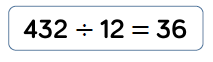 432 ÷ 12 = 36